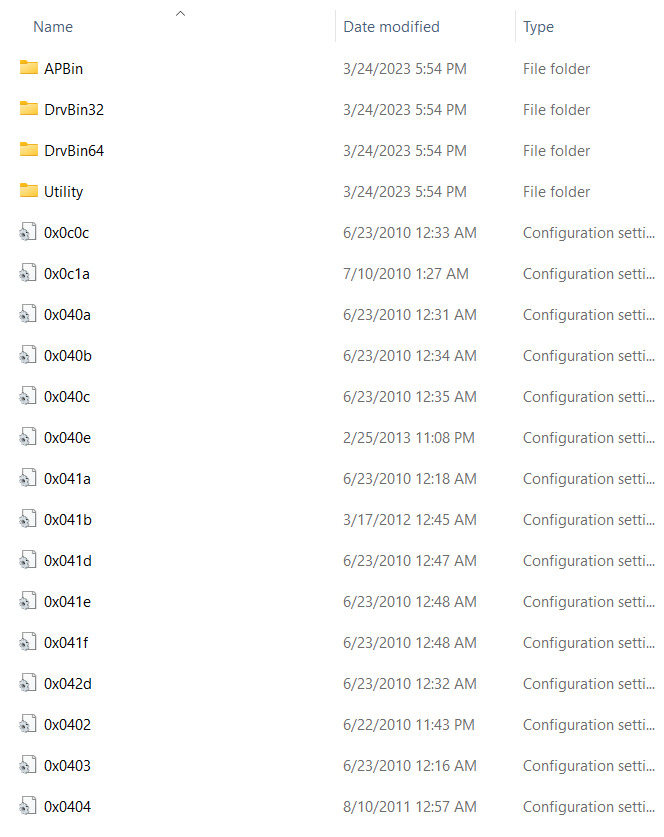 Name Date modified Type
APBin 3/24/2023 5:54 PM File folder
DrvBin32 3/24/2023 5:54 PM File folder
DrvBin64 3/24/2023 5:54 PM File folder
Utility 3/24/2023 5:54 PM File folder
0x0c0c 6/23/2010 12:33 AM Configuration setti...
0x0c1a 7/10/2010 1:27 AM Configuration setti...
0x040a 6/23/2010 12:31 AM Configuration setti...
0x040b 6/23/2010 12:34 AM Configuration setti...
0x040c 6/23/2010 12:35 AM Configuration setti...
0x040e 2/25/2013 11:08 PM Configuration setti...
0x041a 6/23/2010 12:18 AM Configuration setti...
0x041b 3/17/2012 12:45 AM Configuration setti...
0x041d 6/23/2010 12:47 AM Configuration setti...
0x041e 6/23/2010 12:48 AM Configuration setti...
0x041f 6/23/2010 12:48 AM Configuration setti...
0x042d 6/23/2010 12:32 AM Configuration setti...
0x0402 6/22/2010 11:43 PM Configuration setti...
0x0403 6/23/2010 12:16 AM Configuration setti...
0x0404 8/10/2011 12:57 AM Configuration setti...